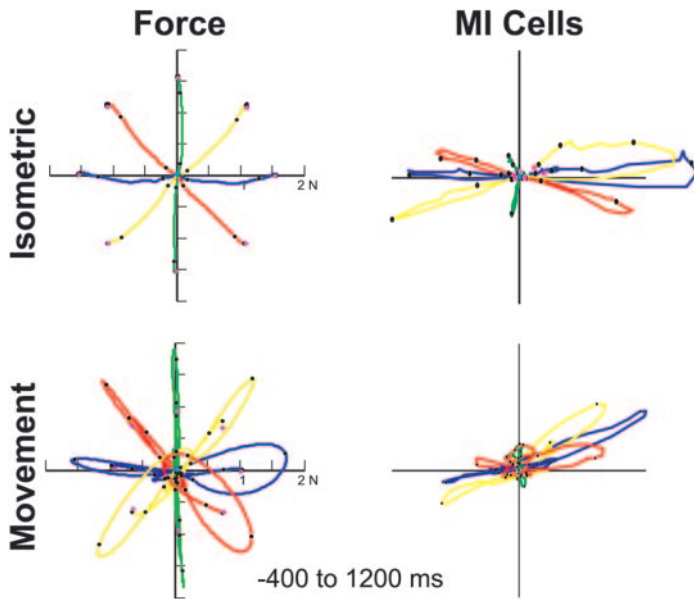 Force
MI Cells
Isometric
2 N
Movement
1
2 N
-400 to 1200 ms